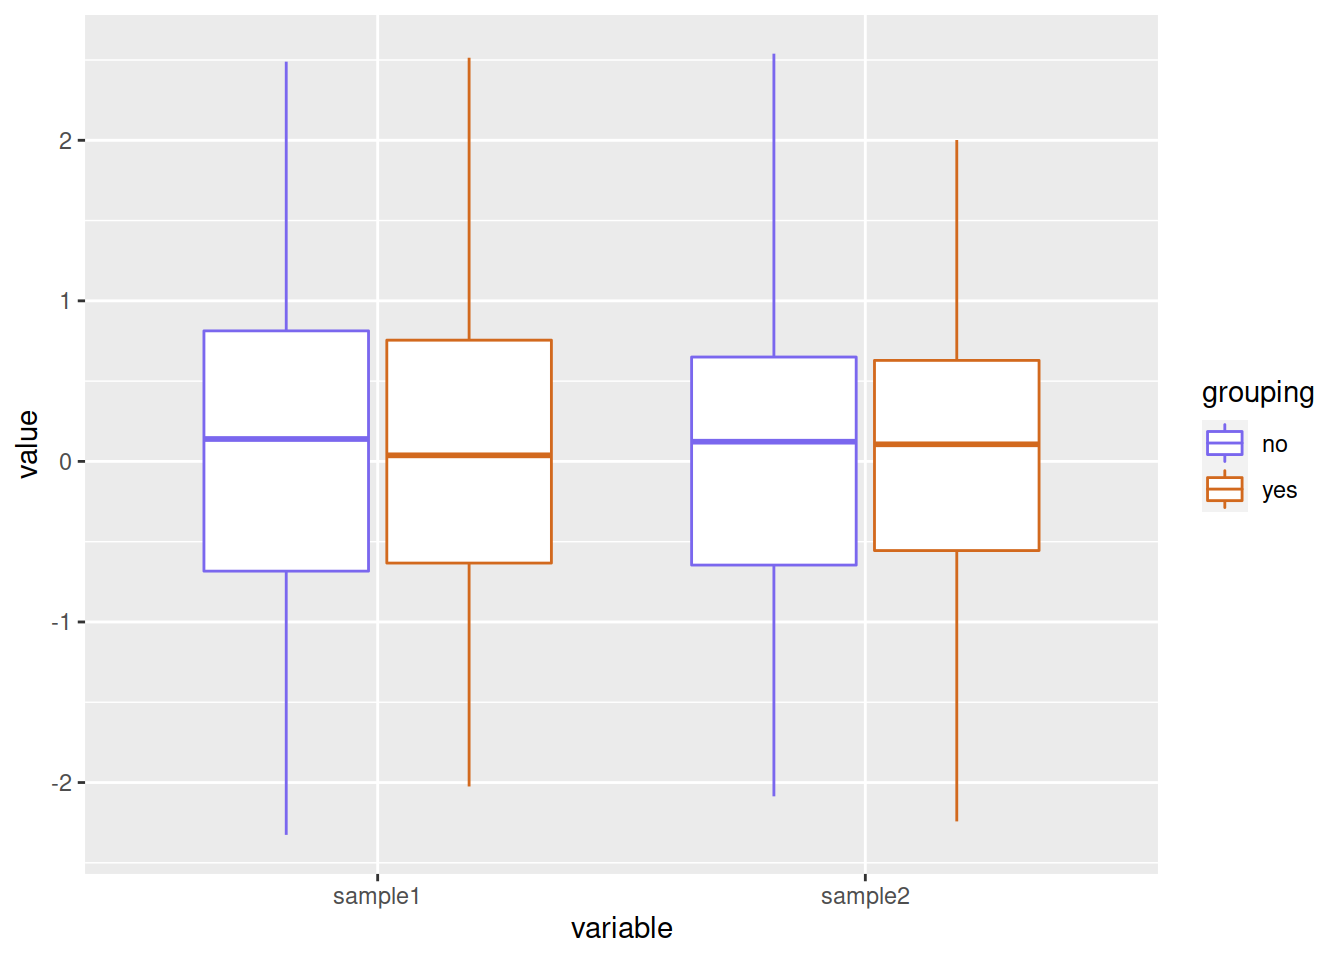 value
2
1
0
-1
-2
sample1
sample2
variable
grouping
no
yes